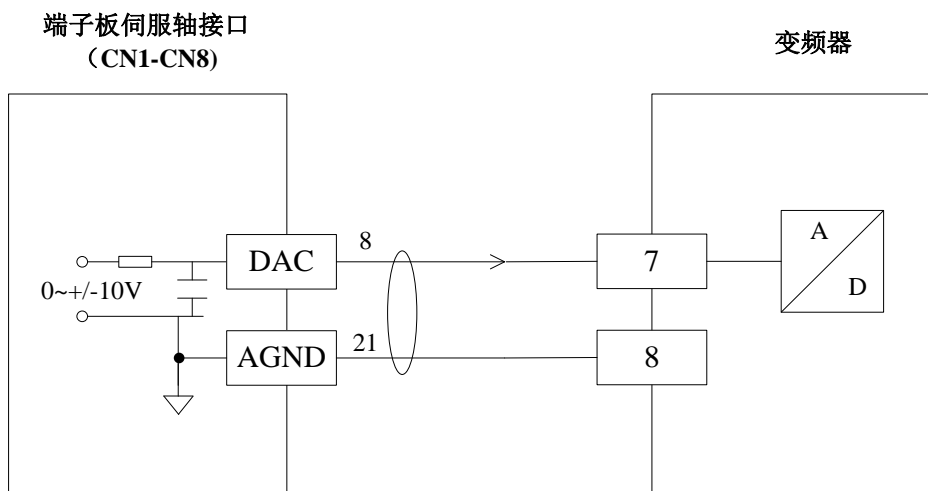 端子板伺服轴接口
（CN1-CN8)
变频器
DAC
8
7
A
D
0~+/-10V
AGND
21
8